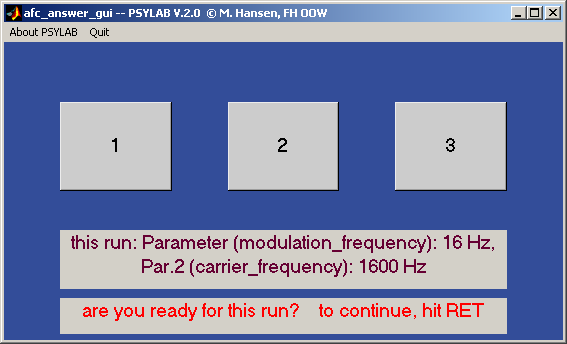 afc_answer_gui -- PSYLAB V.2.0 © M. Hansen, FH OOW
About PSYLAB Quit
1 2 3
this run: Parameter (modulation_frequency): 16 Hz,
Par.2 (carrier_frequency): 1600 Hz
are you ready for this run? to continue, hit RET